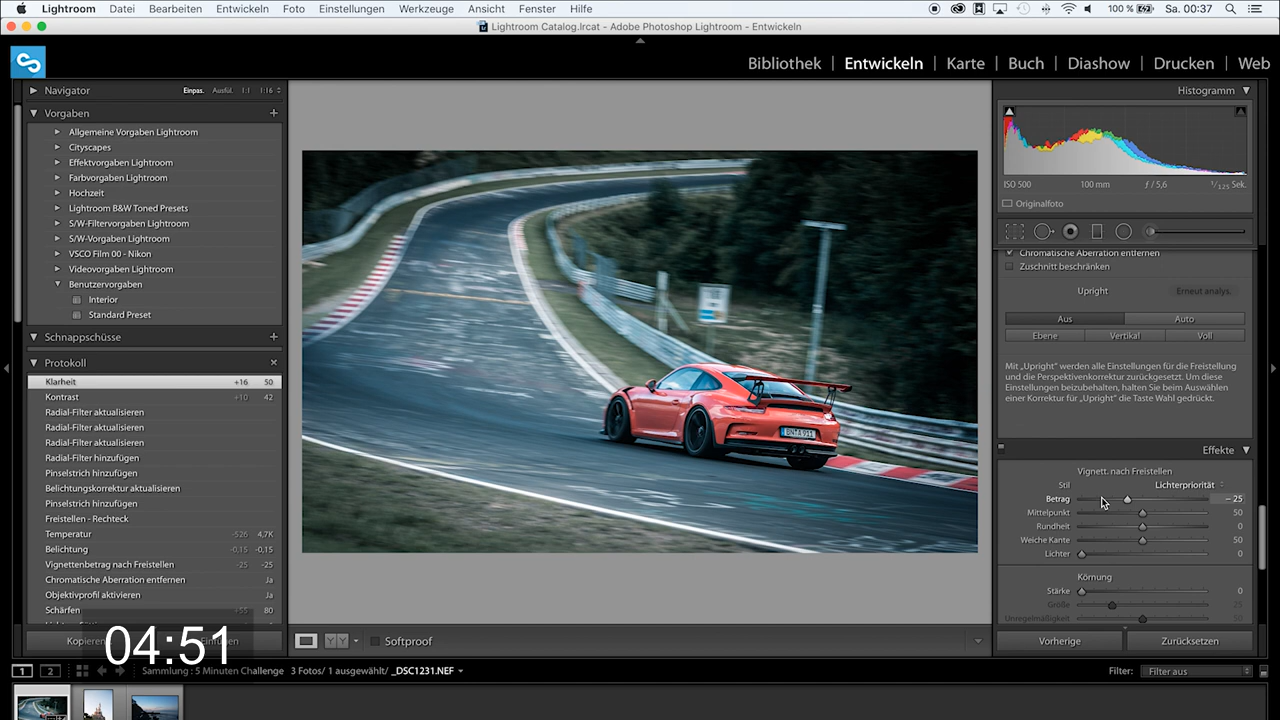 Lightroom Datei Bearbeiten Entwickeln Foto Einstellungen Werkzeuge Ansicht Fenster Hilfe 100 % Sa. 00:37
Lightroom Catalog.lrcat - Adobe Photoshop Lightroom - Entwickeln
Bibliothek | Entwickeln | Karte | Buch | Diashow | Drucken | Web
Navigator Einpas. Ausfül. 1:1 1:16
Vorgaben
Allgemeine Vorgaben Lightroom
Cityscapes
Effektvorgaben Lightroom
Farbvorgaben Lightroom
Hochzeit
Lightroom B&W Toned Presets
S/W-Filtervorgaben Lightroom
S/W-Vorgaben Lightroom
VSCO Film 00 - Nikon
Videovorgaben Lightroom
Benutzervorgaben
Interior
Standard Preset
Schnappschüsse
Protokoll
Klarheit +16 50
Kontrast +10 42
Radial-Filter aktualisieren
Radial-Filter aktualisieren
Radial-Filter aktualisieren
Radial-Filter hinzufügen
Pinselstrich hinzufügen
Belichtungskorrektur aktualisieren
Pinselstrich hinzufügen
Freistellen - Rechteck
Temperatur -526 4,7K
Belichtung -0,15 -0,15
Vignettenbetrag nach Freistellen -25 -25
Chromatische Aberration entfernen Ja
Objektivprofil aktivieren Ja
Schärfen +55 80
04:51
Softproof
Histogramm
ISO 500 100 mm ƒ / 5,6 1/125 Sek.
Originalfoto
Chromatische Aberration entfernen
Zuschnitt beschränken
Upright Erneut analys.
Aus Auto
Ebene Vertikal Voll
Mit „Upright“ werden alle Einstellungen für die Freistellung
und die Perspektivenkorrektur zurückgesetzt. Um diese
Einstellungen beizubehalten, halten Sie beim Auswählen
einer Korrektur für „Upright“ die Taste Wahl gedrückt.
Effekte
Vignett. nach Freistellen
Stil Lichterpriorität
Betrag – 25
Mittelpunkt 50
Rundheit 0
Weiche Kante 50
Lichter 0
Körnung
Stärke 0
Größe 25
Unregelmäßigkeit 50
Vorherige Zurücksetzen
1 2 Sammlung : 5 Minuten Challenge 3 Fotos/ 1 ausgewählt/ _DSC1231.NEF Filter: Filter aus